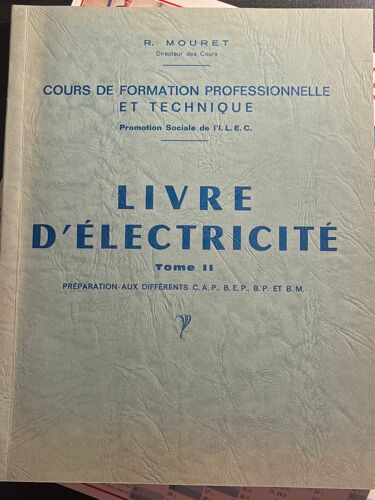 R. MOURET
Directeur des Cours
COURS DE FORMATION PROFESSIONNELLE
ET TECHNIQUE
Promotion Sociale de l'I. L. E. C.
LIVRE
D'ÉLECTRICITÉ
Tome II
PRÉPARATION AUX DIFFÉRENTS C. A. P., B. E. P., B. P. ET B. M.